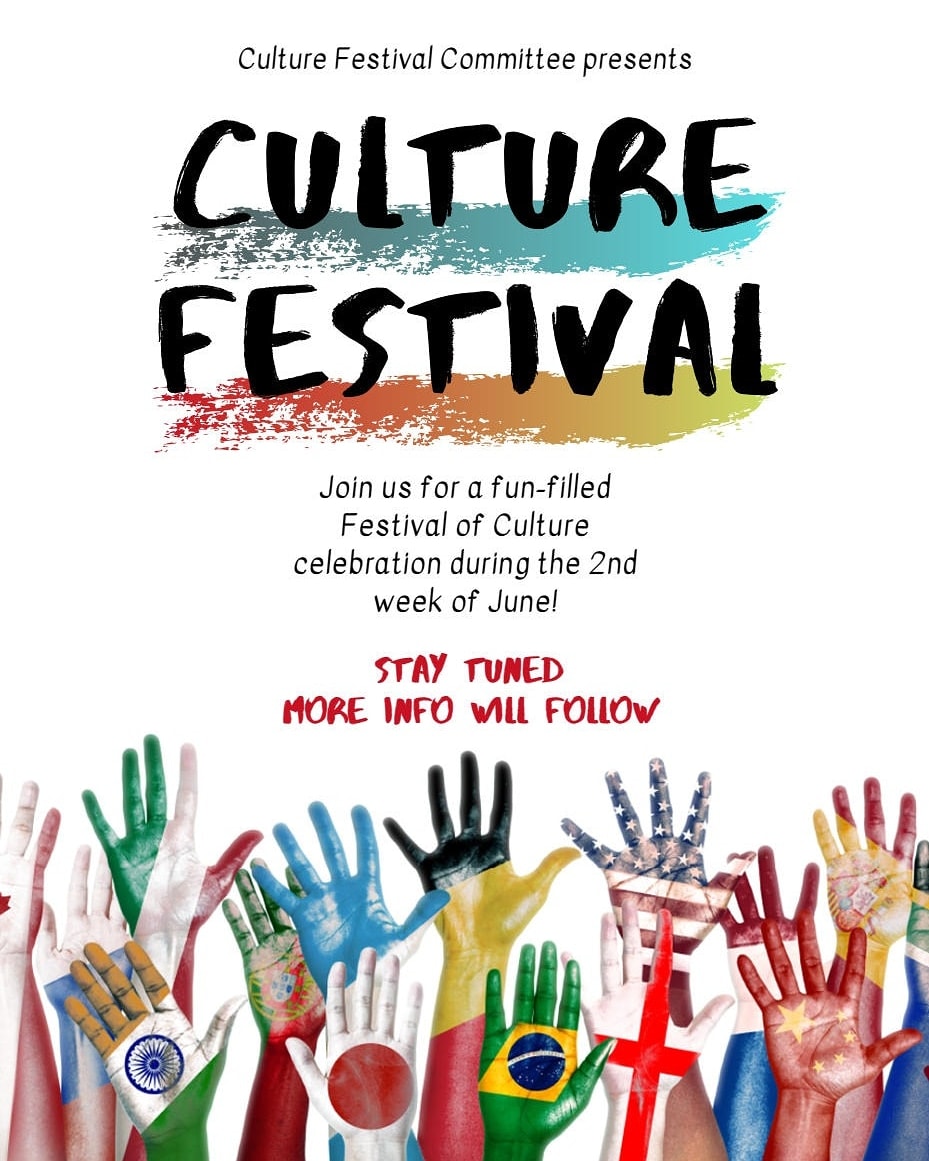 Culture Festival Committee presents
CULTURE
FESTIVAL
Join us for a fun-filled
Festival of Culture
celebration during the 2nd
week of June!
STAY TUNED
MORE INFO WILL FOLLOW